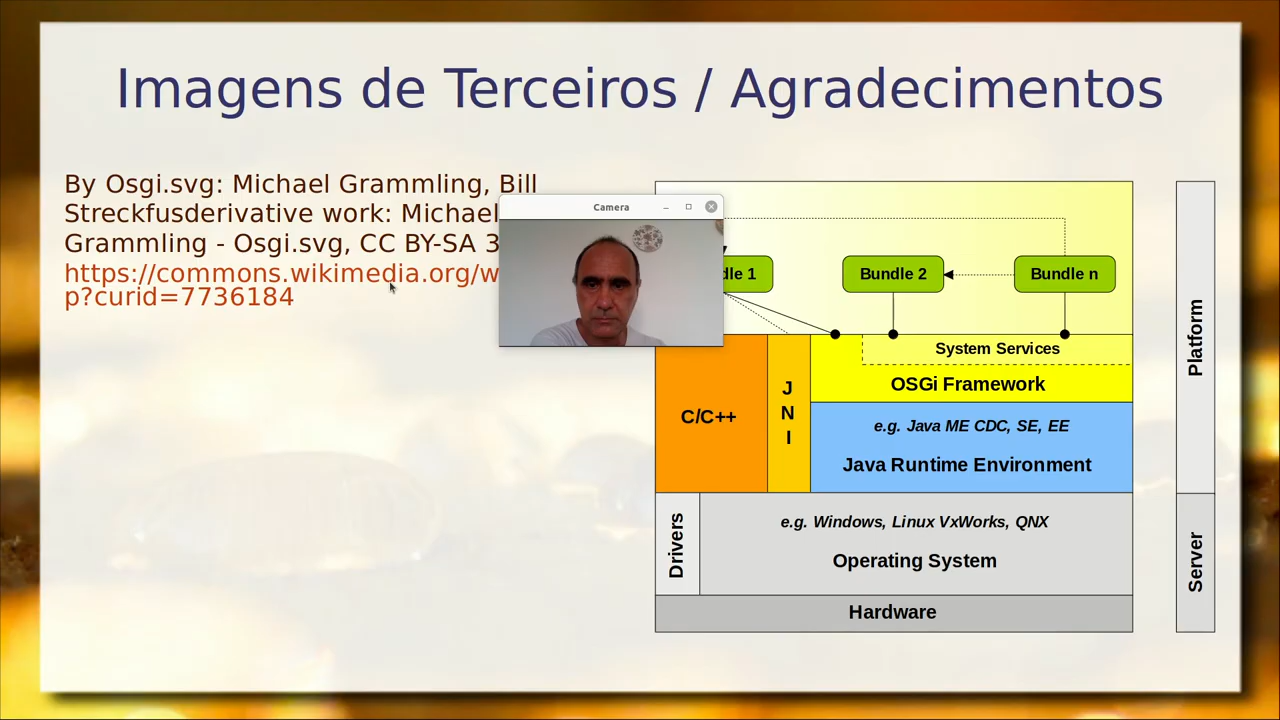 Imagens de Terceiros / Agradecimentos
By Osgi.svg: Michael Grammling, Bill
Streckfusderivative work: Michael
Grammling - Osgi.svg, CC BY-SA 3
https://commons.wikimedia.org/w
p?curid=7736184
Camera
dle 1
Bundle 2
Bundle n
System Services
OSGi Framework
C/C++
J
N
I
e.g. Java ME CDC, SE, EE
Java Runtime Environment
Drivers
e.g. Windows, Linux VxWorks, QNX
Operating System
Hardware
Platform
Server